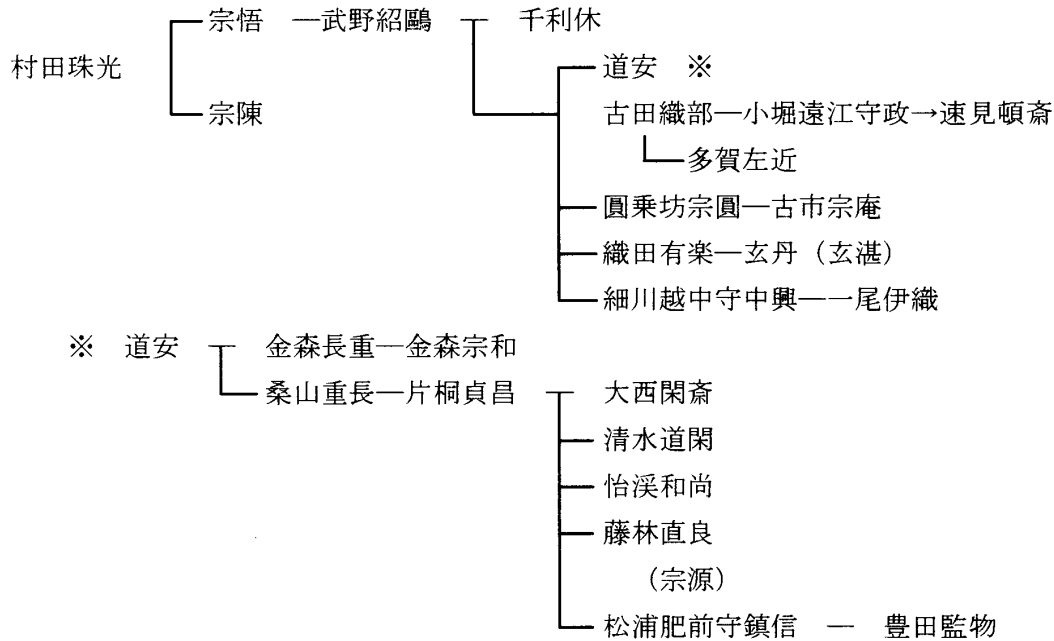 宗悟 ―武野紹鷗 千利休
村田珠光 道安 ※
宗陳 古田織部―小堀遠江守政→速見頓斎
多賀左近
圓乗坊宗圓―古市宗庵
織田有楽―玄丹(玄湛)
細川越中守中興―一尾伊織
※ 道安 金森長重―金森宗和
桑山重長―片桐貞昌 大西閑斎
清水道閑
怡渓和尚
藤林直良
(宗源)
松浦肥前守鎮信 ― 豊田監物